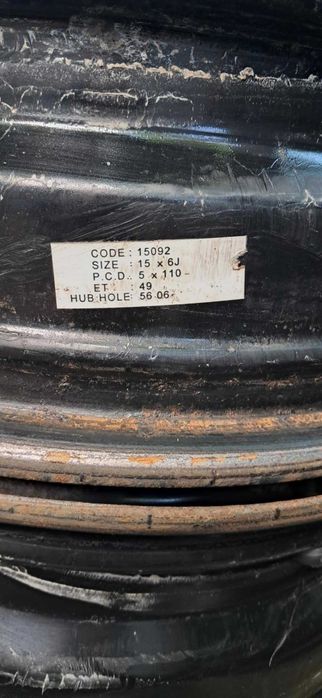 CODE : 15092
SIZE : 15 x 6J
P.C.D. : 5 x 110
ET : 49
HUB HOLE: 56.06